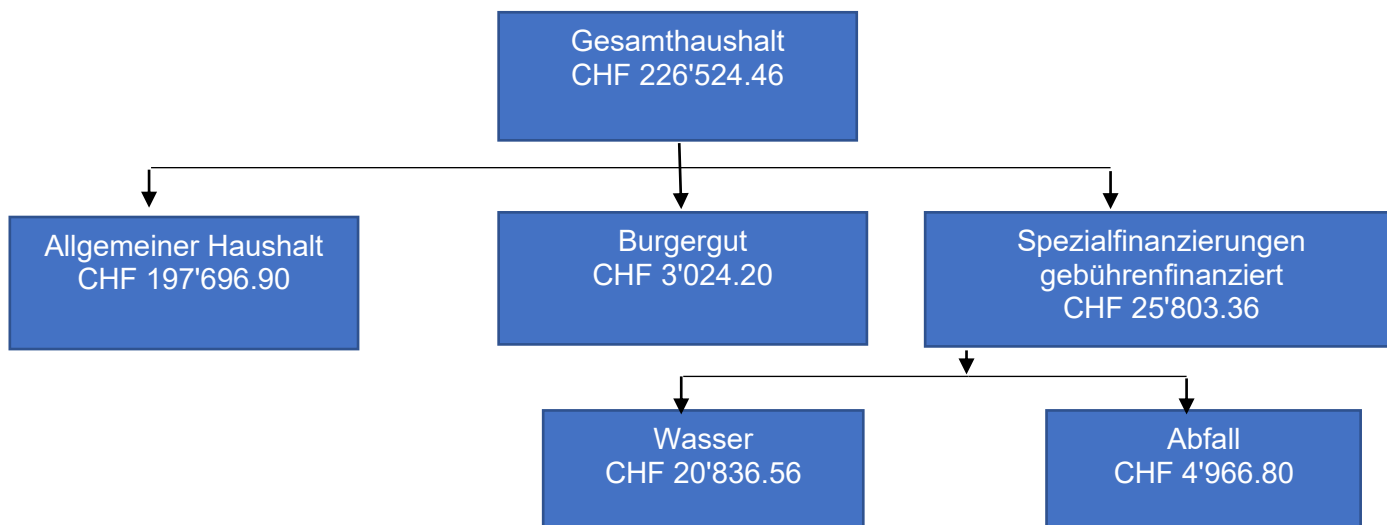 Gesamthaushalt
CHF 226'524.46
Allgemeiner Haushalt
CHF 197'696.90
Burgergut
CHF 3'024.20
Spezialfinanzierungen
gebührenfinanziert
CHF 25'803.36
Wasser
CHF 20'836.56
Abfall
CHF 4'966.80